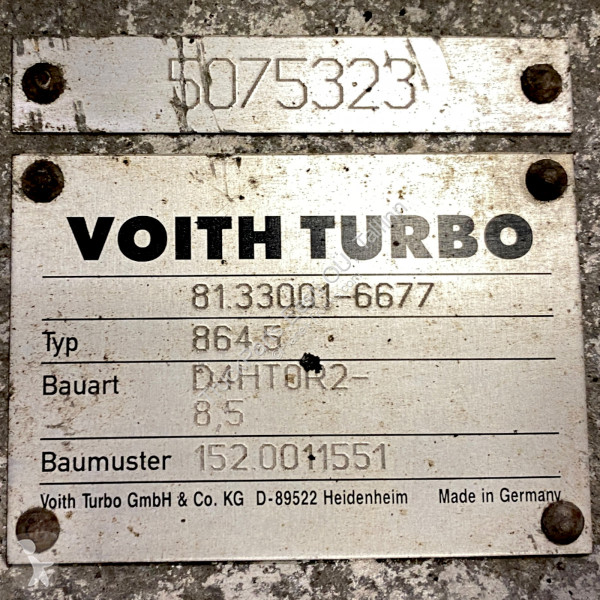 5075323
VOITH TURBO
81.33001-6677
Typ 864.5
Bauart D4HTOR2-
8,5
Baumuster 152.0011551
Voith Turbo GmbH & Co. KG D-89522 Heidenheim Made in Germany